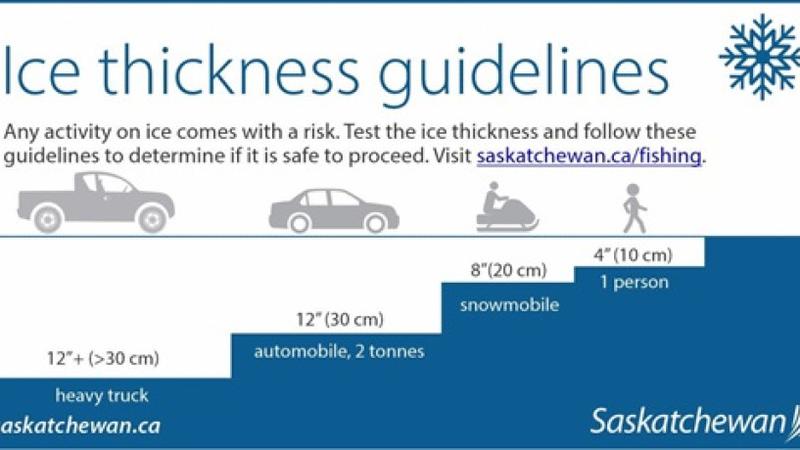 Ice thickness guidelines
Any activity on ice comes with a risk. Test the ice thickness and follow these
guidelines to determine if it is safe to proceed. Visit saskatchewan.ca/fishing.
4” (10 cm)
1 person
8”(20 cm)
snowmobile
12” (30 cm)
automobile, 2 tonnes
12”+ (>30 cm)
heavy truck
saskatchewan.ca
Saskatchewan